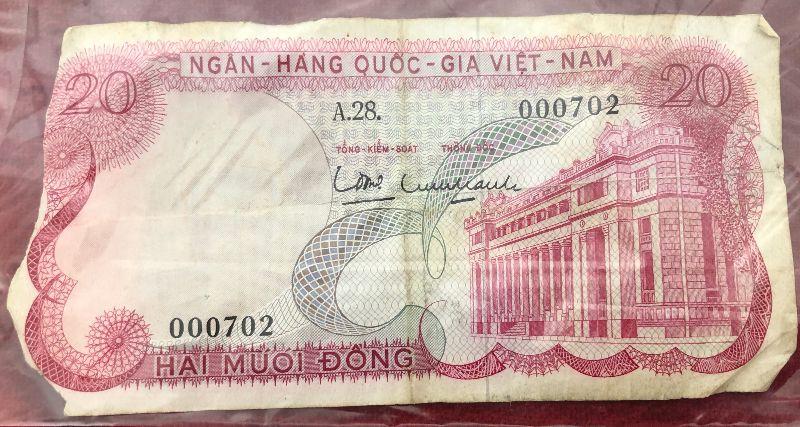 NGÂN-HÀNG QUỐC-GIA VIỆT-NAM
20
20
A.28.
000702
TỔNG-KIỂM-SOÁT
THỐNG-ĐỐC
000702
HAI MƯƠI ĐỒNG